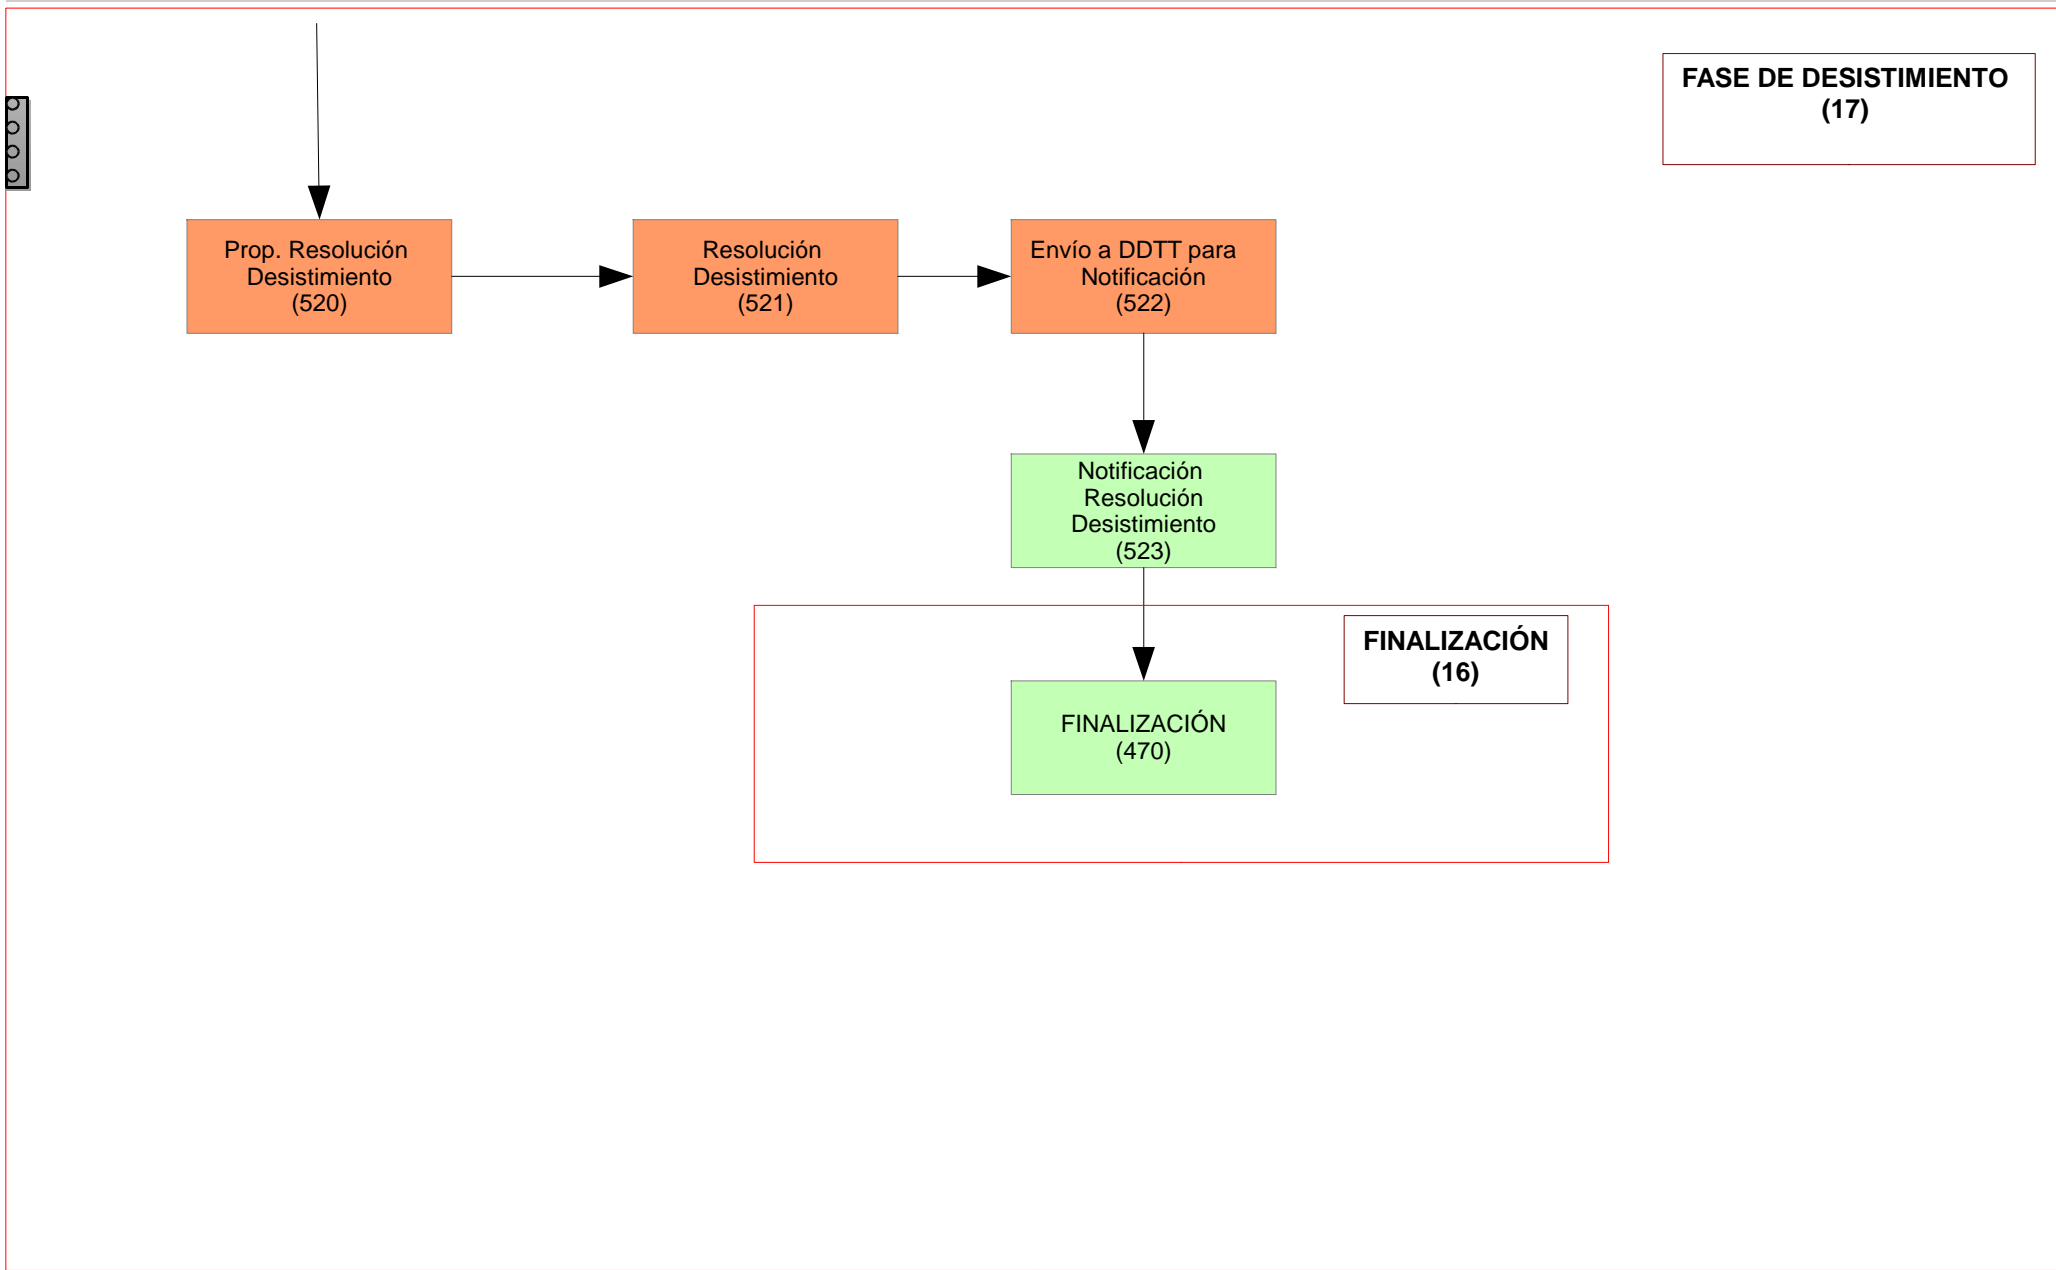 FASE DE DESISTIMIENTO
(17)
Prop. Resolución
Desistimiento
(520)
Resolución
Desistimiento
(521)
Envío a DDTT para
Notificación
(522)
Notificación
Resolución
Desistimiento
(523)
FINALIZACIÓN
(16)
FINALIZACIÓN
(470)